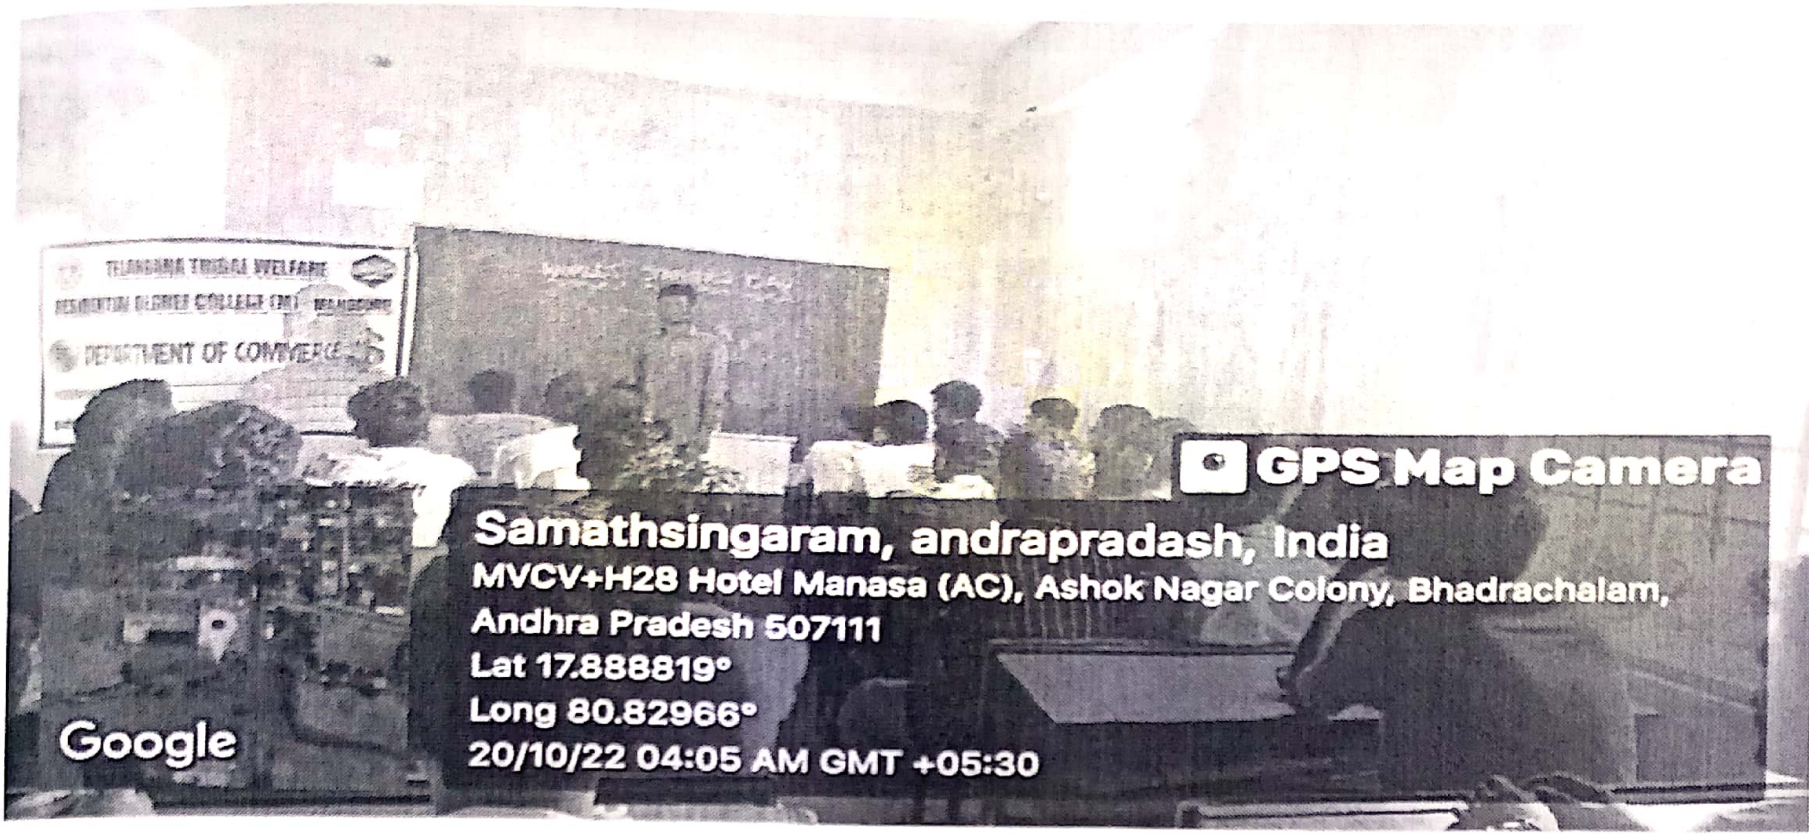 TELANGANA TRIBAL WELFARE
RESIDENTIAL DEGREE COLLEGE
DEPARTMENT OF COMMERCE
GPS Map Camera
Samathsingaram, andrapradash, India
MVCV+H28 Hotel Manasa (AC), Ashok Nagar Colony, Bhadrachalam,
Andhra Pradesh 507111
Lat 17.888819°
Long 80.82966°
20/10/22 04:05 AM GMT +05:30
Google